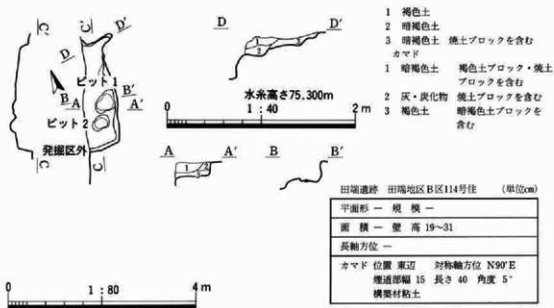 C'
C'
D'
D
ピット1
B
B'
A
A'
ピット2
発掘区外
C
C
D
D'
1
2
3
水糸高さ75.300m
0
1:40
2 m
A
A'
1
2
3
B
B'
1 褐色土
2 暗褐色土
3 暗褐色土 焼土ブロックを含む
カマド
1 暗褐色土 褐色土ブロック・焼土
ブロックを含む
2 灰・炭化物 焼土ブロックを含む
3 褐色土 暗褐色土ブロックを
含む
田端遺跡 田端地区B区114号住 (単位cm)
平面形 ー 規模 ー
面積 ー 壁高 19〜31
長軸方位 ー
カマド 位置 東辺 対称軸方位 N90°E
煙道部幅 15 長さ 40 角度 5°
構築材粘土
0
1:80
4 m